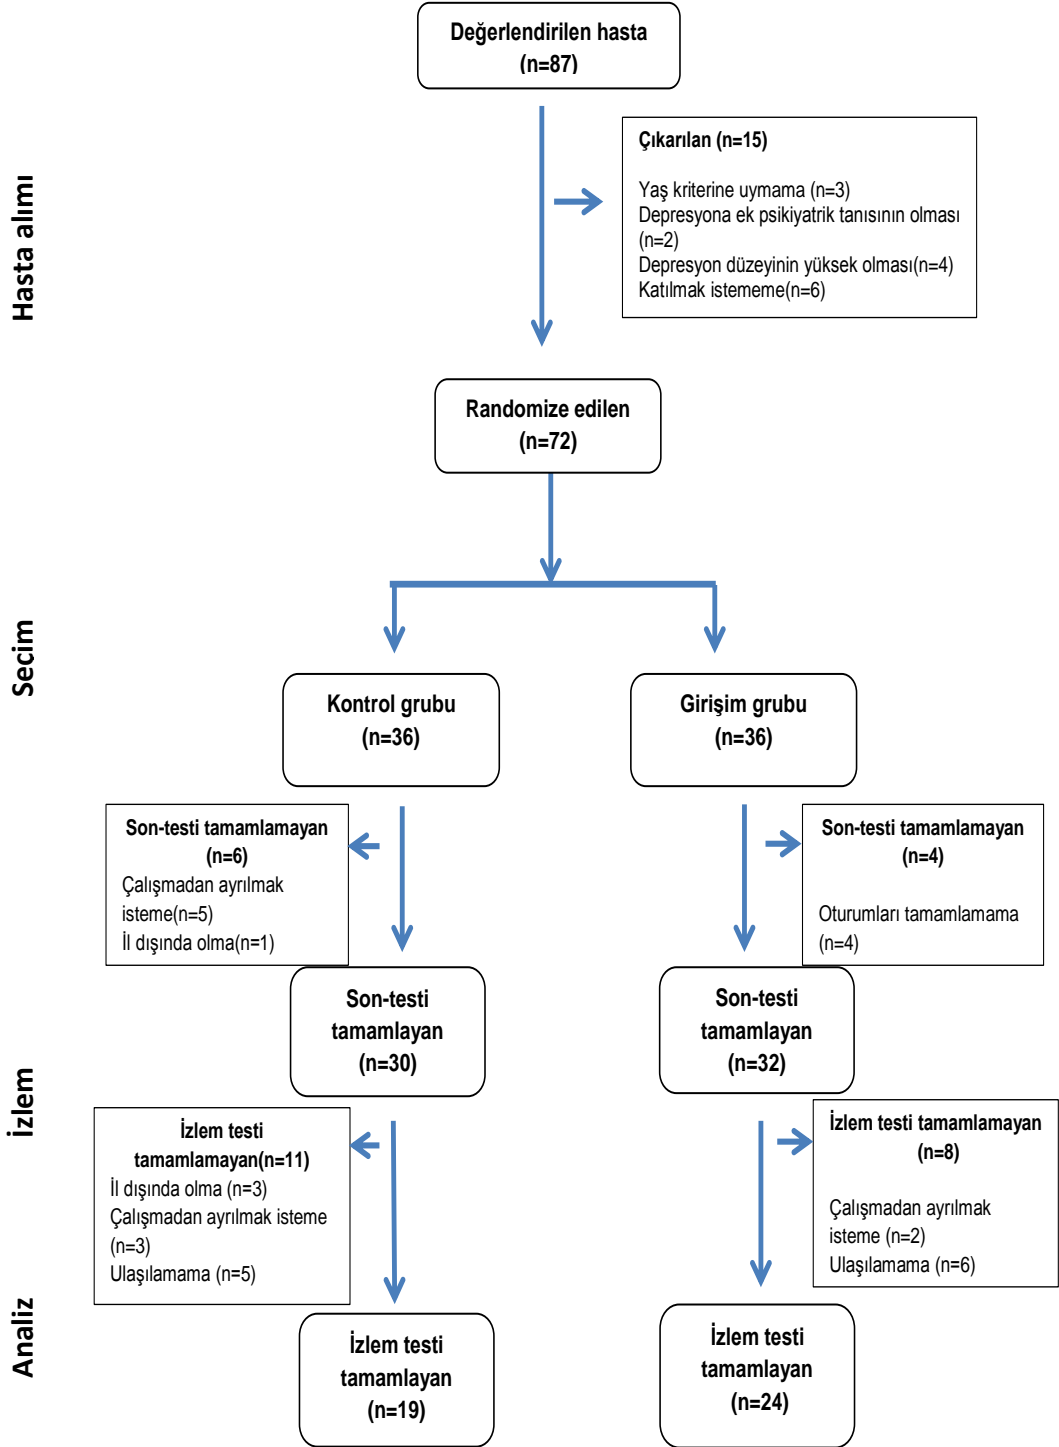 Değerlendirilen hasta
(n=87)
Hasta alımı
Çıkarılan (n=15)
Yaş kriterine uymama (n=3)
Depresyona ek psikiyatrik tanısının olması
(n=2)
Depresyon düzeyinin yüksek olması(n=4)
Katılmak istememe(n=6)
Randomize edilen
(n=72)
Secim
Kontrol grubu
(n=36)
Girişim grubu
(n=36)
Son-testi tamamlamayan
(n=6)
Çalışmadan ayrılmak
isteme(n=5)
İl dışında olma(n=1)
Son-testi tamamlamayan
(n=4)
Oturumları tamamlamama
(n=4)
Son-testi
tamamlayan
(n=30)
Son-testi
tamamlayan
(n=32)
İzlem
İzlem testi
tamamlamayan(n=11)
İl dışında olma (n=3)
Çalışmadan ayrılmak isteme
(n=3)
Ulaşılamama (n=5)
İzlem testi tamamlamayan
(n=8)
Çalışmadan ayrılmak
isteme (n=2)
Ulaşılamama (n=6)
Analiz
İzlem testi
tamamlayan
(n=19)
İzlem testi
tamamlayan
(n=24)